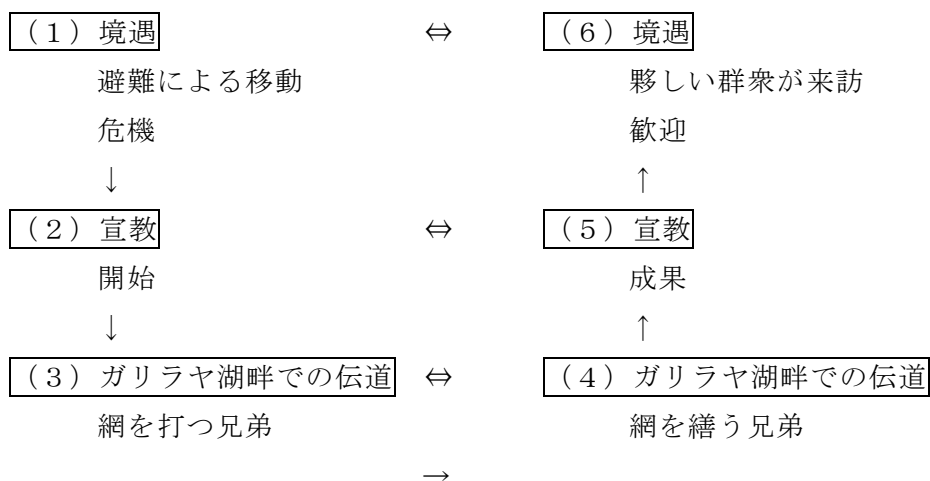 （１）境遇 ⇔ （６）境遇
避難による移動 夥しい群衆が来訪
危機 歓迎
↓ ↑
（２）宣教 ⇔ （５）宣教
開始 成果
↓ ↑
（３）ガリラヤ湖畔での伝道 ⇔ （４）ガリラヤ湖畔での伝道
網を打つ兄弟 網を繕う兄弟
→